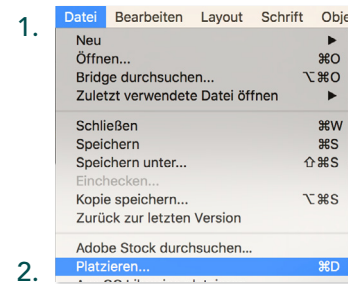 1.
Datei Bearbeiten Layout Schrift Obje
Neu ▶
Öffnen... ⌘O
Bridge durchsuchen... ⌥⌘O
Zuletzt verwendete Datei öffnen ▶
Schließen ⌘W
Speichern ⌘S
Speichern unter... ⇧⌘S
Einchecken...
Kopie speichern... ⌥⌘S
Zurück zur letzten Version
Adobe Stock durchsuchen...
2. Platzieren... ⌘D